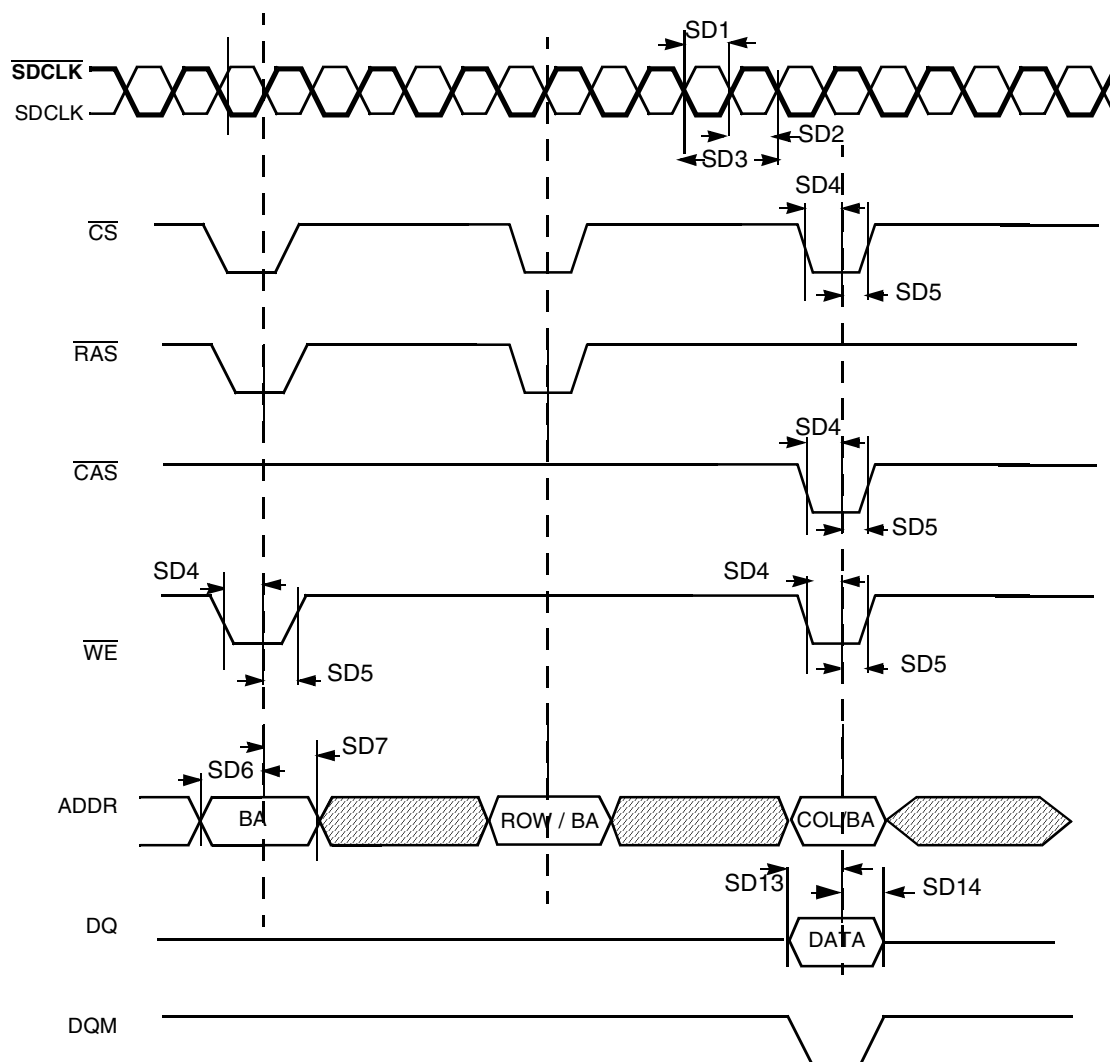 SD1
SDCLK
SDCLK
SD2
SD3
SD4
CS
SD5
RAS
SD4
CAS
SD5
SD4
SD4
WE
SD5
SD5
SD7
SD6
ADDR
BA
ROW / BA
COL/BA
SD13
SD14
DQ
DATA
DQM